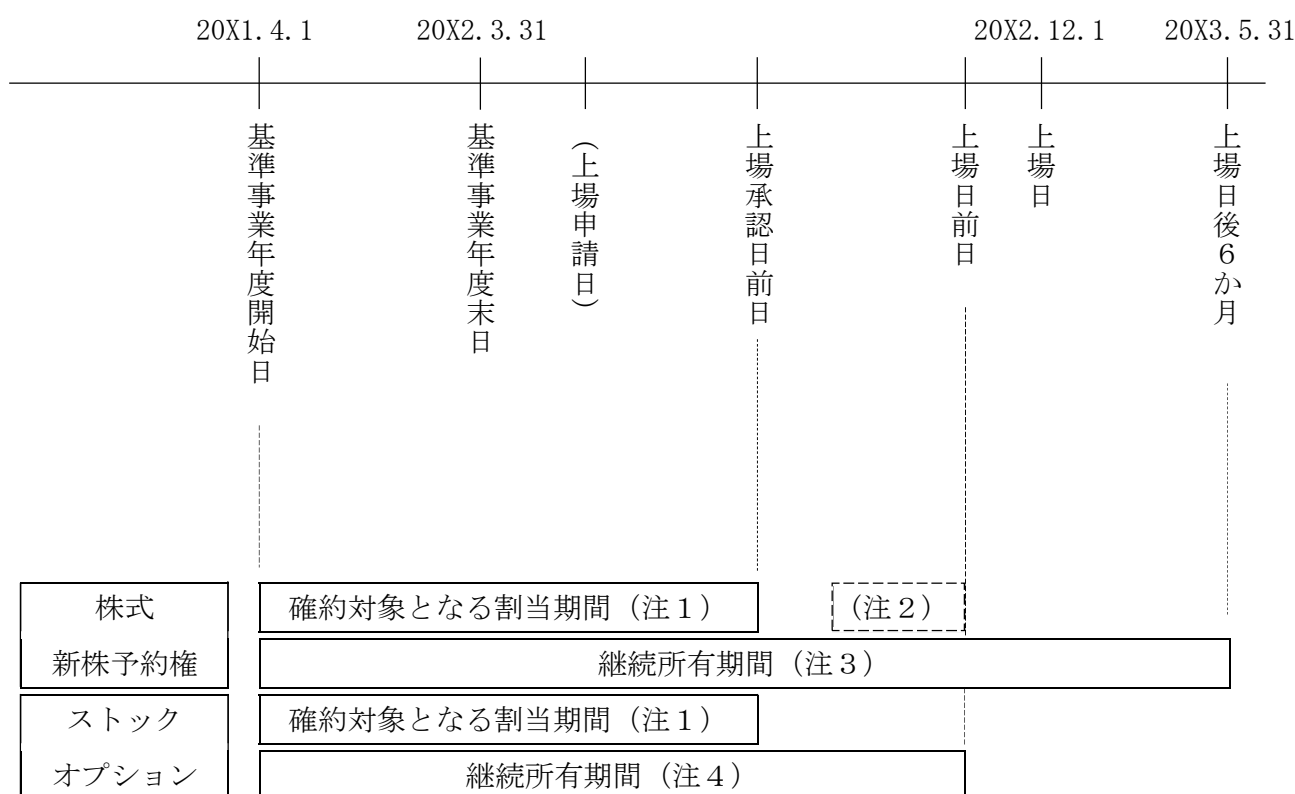 20X1.4.1
20X2.3.31
20X2.12.1
20X3.5.31
基準事業年度開始日
基準事業年度末日
(上場申請日)
上場承認日前日
上場日前日
上場日
上場日後6か月
株式
確約対象となる割当期間(注1)
(注2)
新株予約権
継続所有期間(注3)
ストック
確約対象となる割当期間(注1)
オプション
継続所有期間(注4)